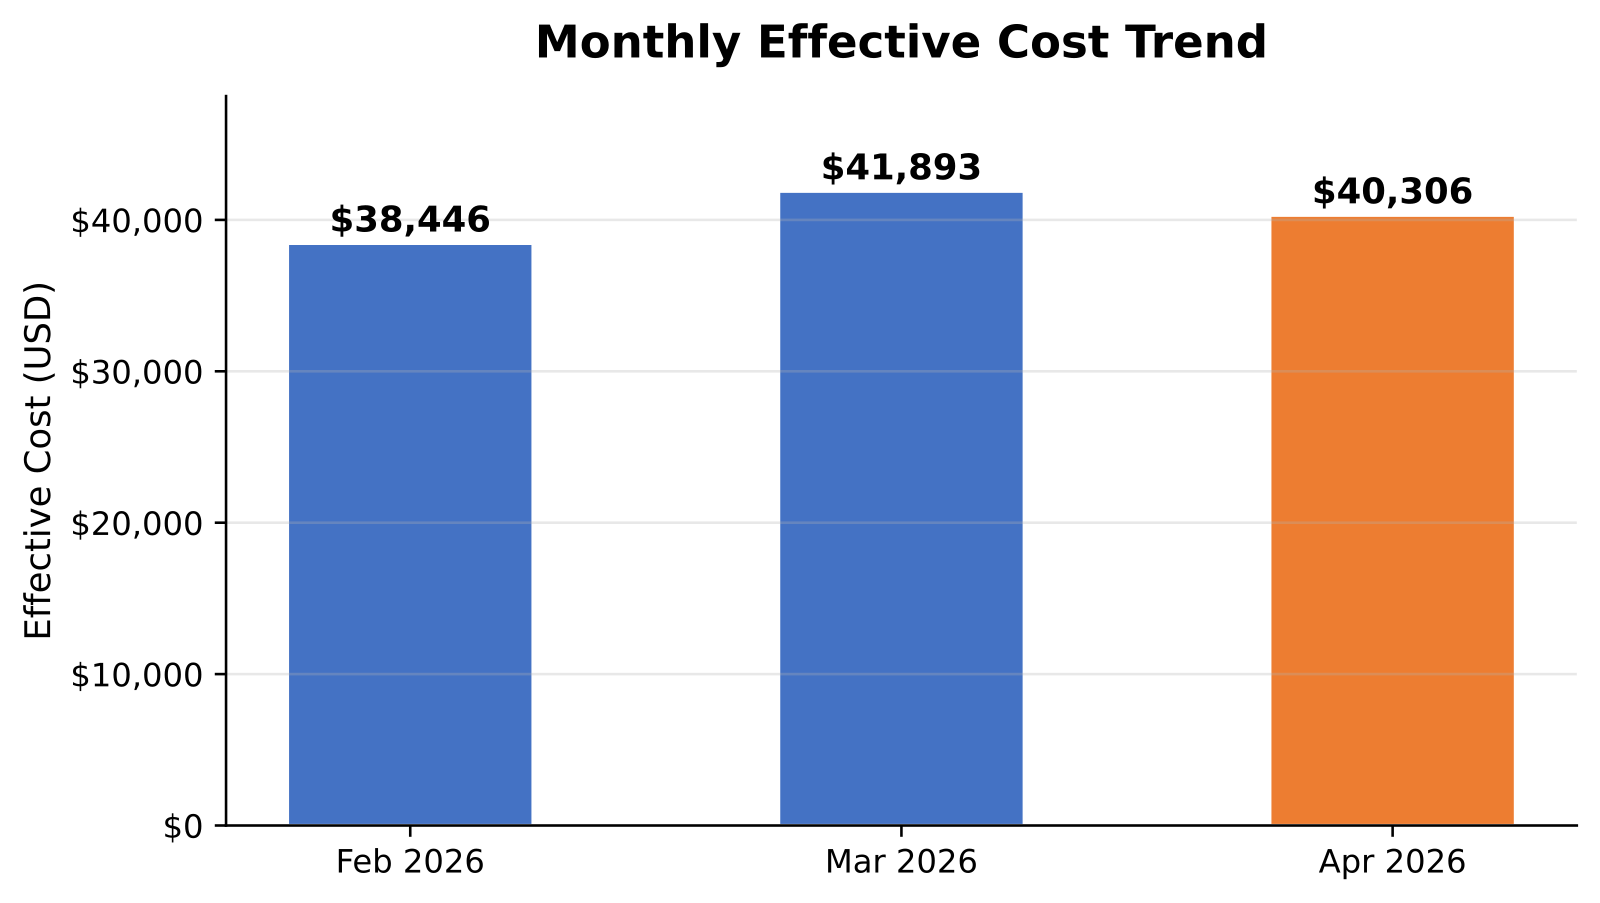 Monthly Effective Cost Trend
Effective Cost (USD)
$40,000
$30,000
$20,000
$10,000
$0
$38,446
$41,893
$40,306
Feb 2026
Mar 2026
Apr 2026